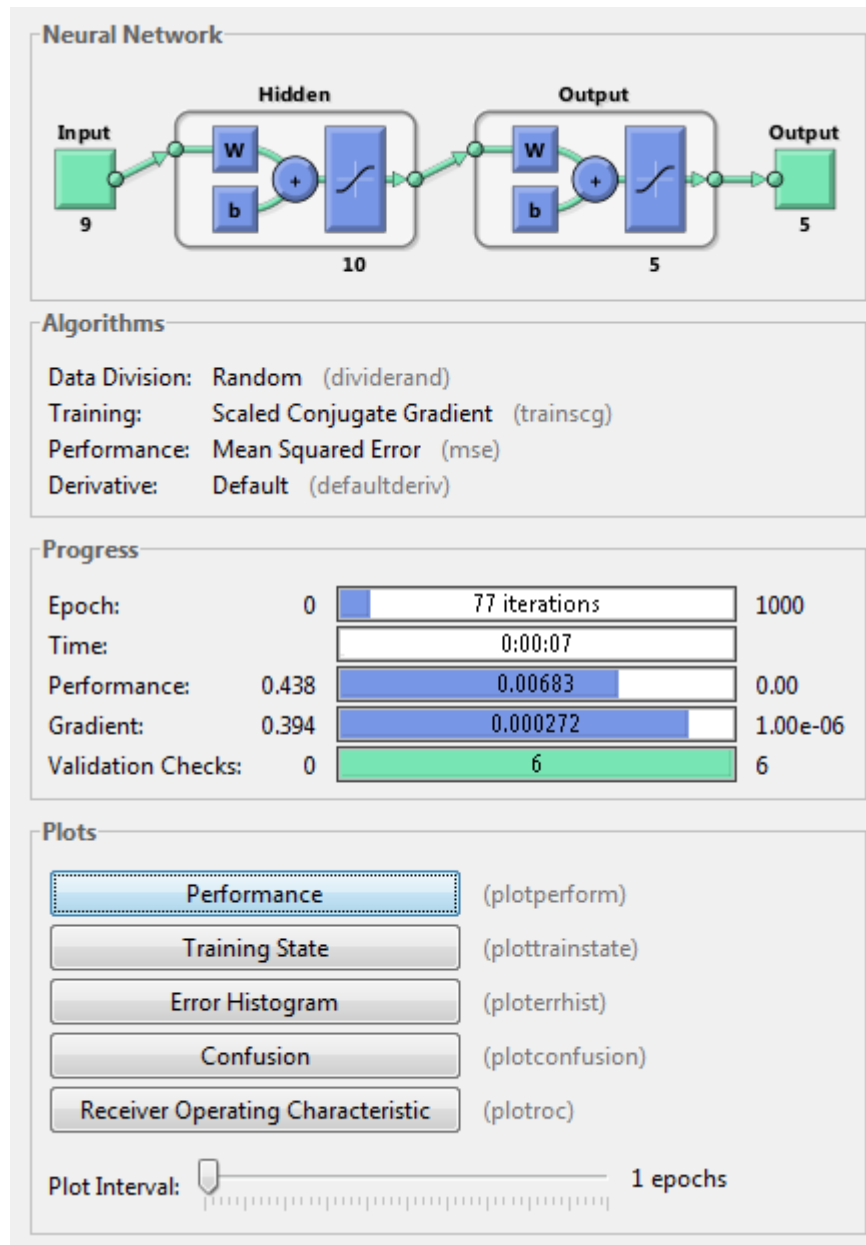 Neural Network
Hidden Output
Input W b + W b + Output
9 10 5 5
Algorithms
Data Division: Random (dividerand)
Training: Scaled Conjugate Gradient (trainscg)
Performance: Mean Squared Error (mse)
Derivative: Default (defaultderiv)
Progress
Epoch: 0 77 iterations 1000
Time: 0:00:07
Performance: 0.438 0.00683 0.00
Gradient: 0.394 0.000272 1.00e-06
Validation Checks: 0 6 6
Plots
Performance (plotperform)
Training State (plottrainstate)
Error Histogram (ploterrhist)
Confusion (plotconfusion)
Receiver Operating Characteristic (plotroc)
Plot Interval: 1 epochs